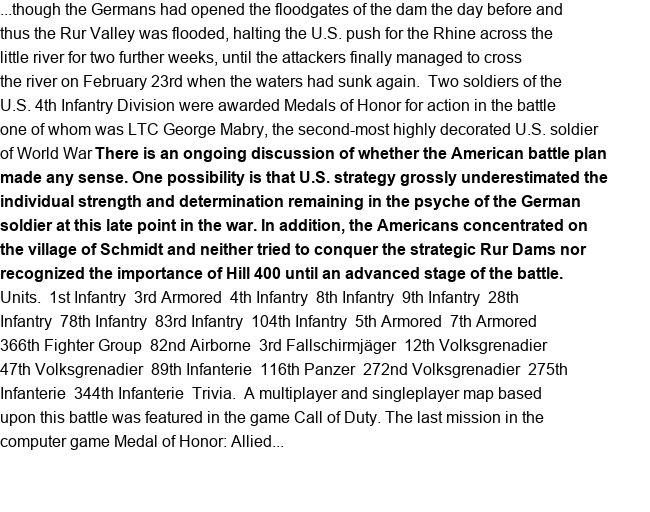 ...though the Germans had opened the floodgates of the dam the day before and
thus the Rur Valley was flooded, halting the U.S. push for the Rhine across the
little river for two further weeks, until the attackers finally managed to cross
the river on February 23rd when the waters had sunk again.  Two soldiers of the
U.S. 4th Infantry Division were awarded Medals of Honor for action in the battle
one of whom was LTC George Mabry, the second-most highly decorated U.S. soldier
of World War There is an ongoing discussion of whether the American battle plan
made any sense. One possibility is that U.S. strategy grossly underestimated the
individual strength and determination remaining in the psyche of the German
soldier at this late point in the war. In addition, the Americans concentrated on
the village of Schmidt and neither tried to conquer the strategic Rur Dams nor
recognized the importance of Hill 400 until an advanced stage of the battle.
Units.  1st Infantry  3rd Armored  4th Infantry  8th Infantry  9th Infantry  28th
Infantry  78th Infantry  83rd Infantry  104th Infantry  5th Armored  7th Armored
366th Fighter Group  82nd Airborne  3rd Fallschirmjäger  12th Volksgrenadier
47th Volksgrenadier  89th Infanterie  116th Panzer  272nd Volksgrenadier  275th
Infanterie  344th Infanterie  Trivia.  A multiplayer and singleplayer map based
upon this battle was featured in the game Call of Duty. The last mission in the
computer game Medal of Honor: Allied...